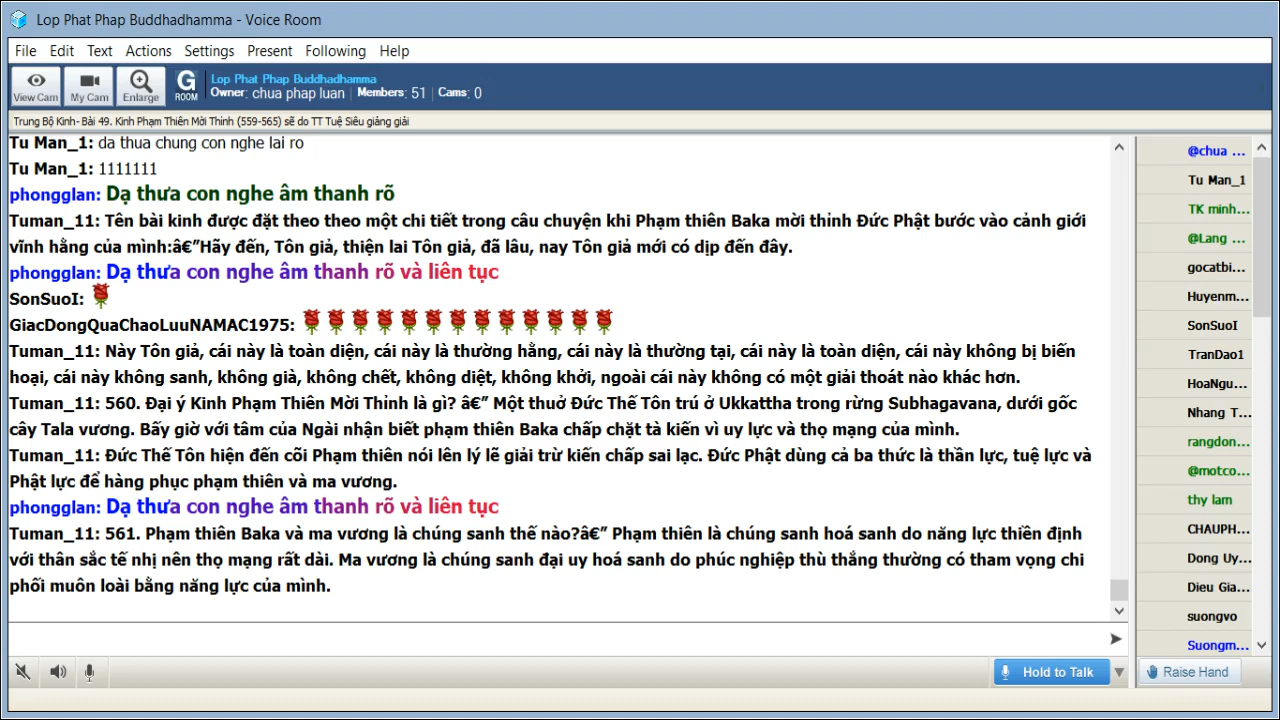 Lop Phat Phap Buddhadhamma - Voice Room
File Edit Text Actions Settings Present Following Help
View Cam My Cam Enlarge G ROOM
Lop Phat Phap Buddhadhamma
Owner: chua phap luan Members: 51 Cams: 0
Trung Bộ Kinh- Bài 49. Kinh Phạm Thiên Mời Thỉnh (559-565) sẽ do TT Tuệ Siêu giảng giải
Tu Man_1: da thua chung con nghe lai ro
Tu Man_1: 1111111
phongglan: Dạ thưa con nghe âm thanh rõ
Tuman_11: Tên bài kinh được đặt theo theo một chi tiết trong câu chuyện khi Phạm thiên Baka mời thỉnh Đức Phật bước vào cảnh giới
vĩnh hằng của mình:â€”Hãy đến, Tôn giả, thiện lai Tôn giả, đã lâu, nay Tôn giả mới có dịp đến đây.
phongglan: Dạ thưa con nghe âm thanh rõ và liên tục
SonSuoI:
GiacDongQuaChaoLuuNAMAC1975:
Tuman_11: Này Tôn giả, cái này là toàn diện, cái này là thường hằng, cái này là thường tại, cái này là toàn diện, cái này không bị biến
hoại, cái này không sanh, không già, không chết, không diệt, không khởi, ngoài cái này không có một giải thoát nào khác hơn.
Tuman_11: 560. Đại ý Kinh Phạm Thiên Mời Thỉnh là gì? â€” Một thuở Đức Thế Tôn trú ở Ukkattha trong rừng Subhagavana, dưới gốc
cây Tala vương. Bấy giờ với tâm của Ngài nhận biết phạm thiên Baka chấp chặt tà kiến vì uy lực và thọ mạng của mình.
Tuman_11: Đức Thế Tôn hiện đến cõi Phạm thiên nói lên lý lẽ giải trừ kiến chấp sai lạc. Đức Phật dùng cả ba thức là thần lực, tuệ lực và
Phật lực để hàng phục phạm thiên và ma vương.
phongglan: Dạ thưa con nghe âm thanh rõ và liên tục
Tuman_11: 561. Phạm thiên Baka và ma vương là chúng sanh thế nào?â€” Phạm thiên là chúng sanh hoá sanh do năng lực thiền định
với thân sắc tế nhị nên thọ mạng rất dài. Ma vương là chúng sanh đại uy hoá sanh do phúc nghiệp thù thắng thường có tham vọng chi
phối muôn loài bằng năng lực của mình.
@chua ...
Tu Man_1
TK minh...
@Lang ...
gocatbi...
Huyenm...
SonSuoI
TranDao1
HoaNgu...
Nhang T...
rangdon...
@motco...
thy lam
CHAUPH...
Dong Uy...
Dieu Gia...
suongvo
Suongm...
Hold to Talk
Raise Hand